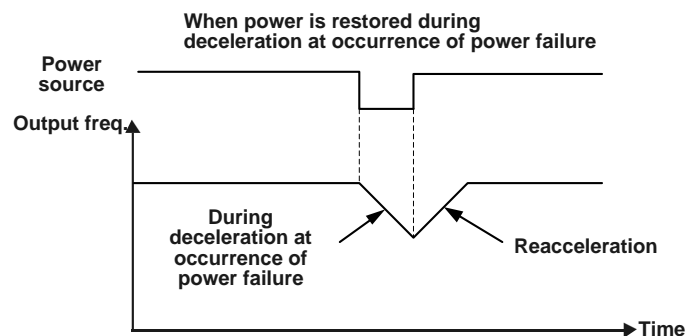 When power is restored during
deceleration at occurrence of power failure
Power
source
Output freq.
During
deceleration at
occurrence of
power failure
Reacceleration
Time